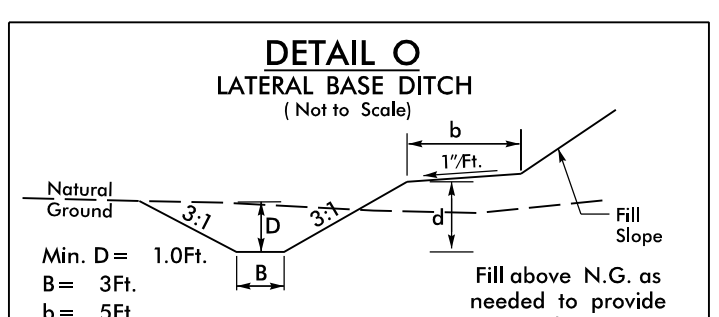 DETAIL O
LATERAL BASE DITCH
( Not to Scale)
b
1"/Ft.
Natural
Ground
3:1
D
3:1
d
Fill
Slope
Min. D = 1.0Ft.
B
B = 3Ft.
b = 5Ft.
Fill above N.G. as
needed to provide